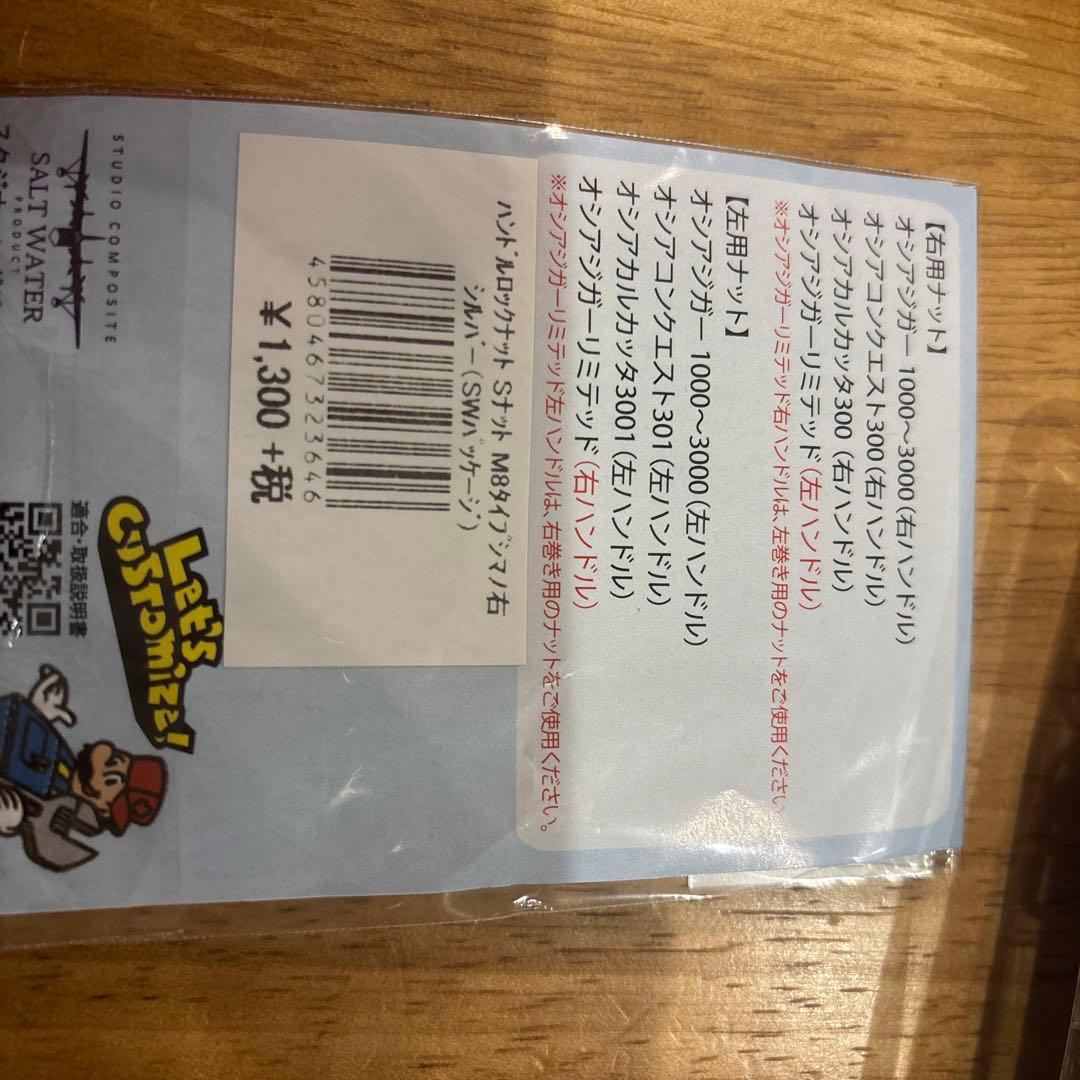 【右用ナット】
オシアジガー 1000〜3000(右ハンドル)
オシアコンクエスト300(右ハンドル)
オシアカルカッタ300(右ハンドル)
オシアジガーリミテッド(左ハンドル)
※オシアジガーリミテッド右ハンドルは、左巻き用のナットをご使用ください
【左用ナット】
オシアジガー 1000〜3000(左ハンドル)
オシアコンクエスト301(左ハンドル)
オシアカルカッタ3001(左ハンドル)
オシアジガーリミテッド(右ハンドル)
※オシアジガーリミテッド左ハンドルは、右巻き用のナットをご使用ください。
ハンドルロックナット Sナット M8タイプシマノ右
シルバー(SWパッケージ)
4580467323646
¥1,300+税
STUDIO COMPOSITE
SALT WATER
PRODUCT
Let's
Customize!
適合・取扱説明書